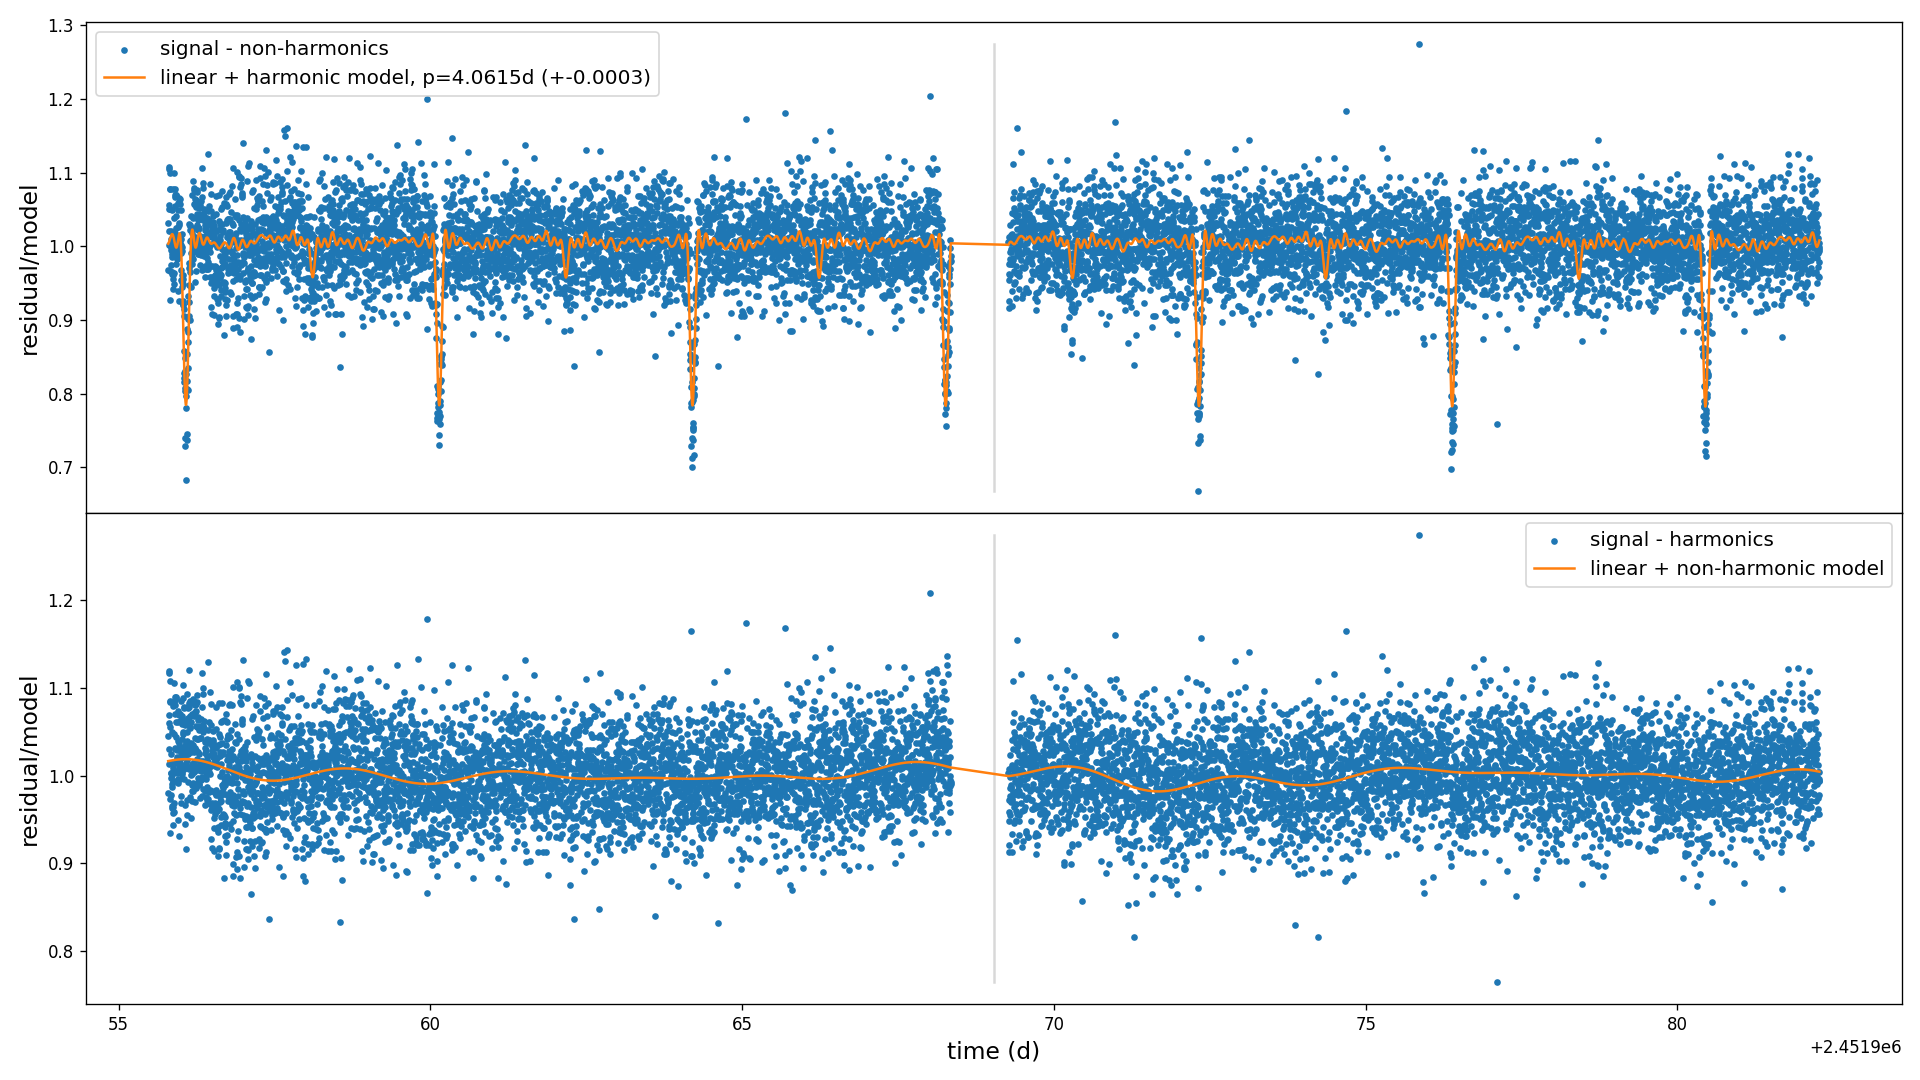 1.3
1.2
1.1
1.0
0.9
0.8
0.7
residual/model
signal - non-harmonics
linear + harmonic model, p=4.0615d (+-0.0003)
1.2
1.1
1.0
0.9
0.8
residual/model
signal - harmonics
linear + non-harmonic model
55 60 65 70 75 80
time (d)
+2.4519e6